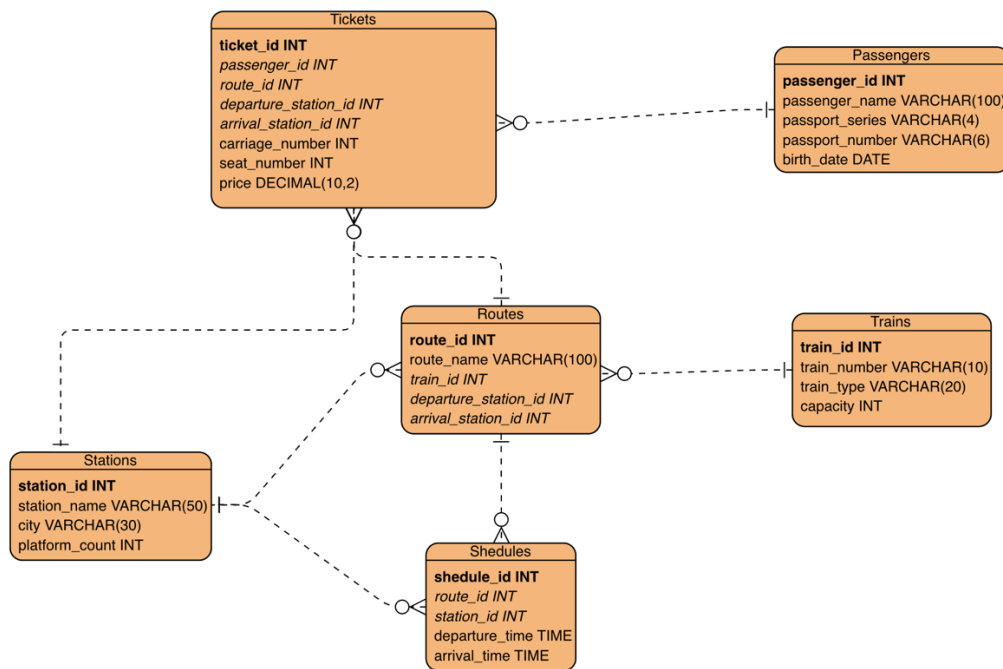 Tickets
ticket_id INT
passenger_id INT
route_id INT
departure_station_id INT
arrival_station_id INT
carriage_number INT
seat_number INT
price DECIMAL(10,2)
Passengers
passenger_id INT
passenger_name VARCHAR(100)
passport_series VARCHAR(4)
passport_number VARCHAR(6)
birth_date DATE
Routes
route_id INT
route_name VARCHAR(100)
train_id INT
departure_station_id INT
arrival_station_id INT
Trains
train_id INT
train_number VARCHAR(10)
train_type VARCHAR(20)
capacity INT
Stations
station_id INT
station_name VARCHAR(50)
city VARCHAR(30)
platform_count INT
Shedules
shedule_id INT
route_id INT
station_id INT
departure_time TIME
arrival_time TIME